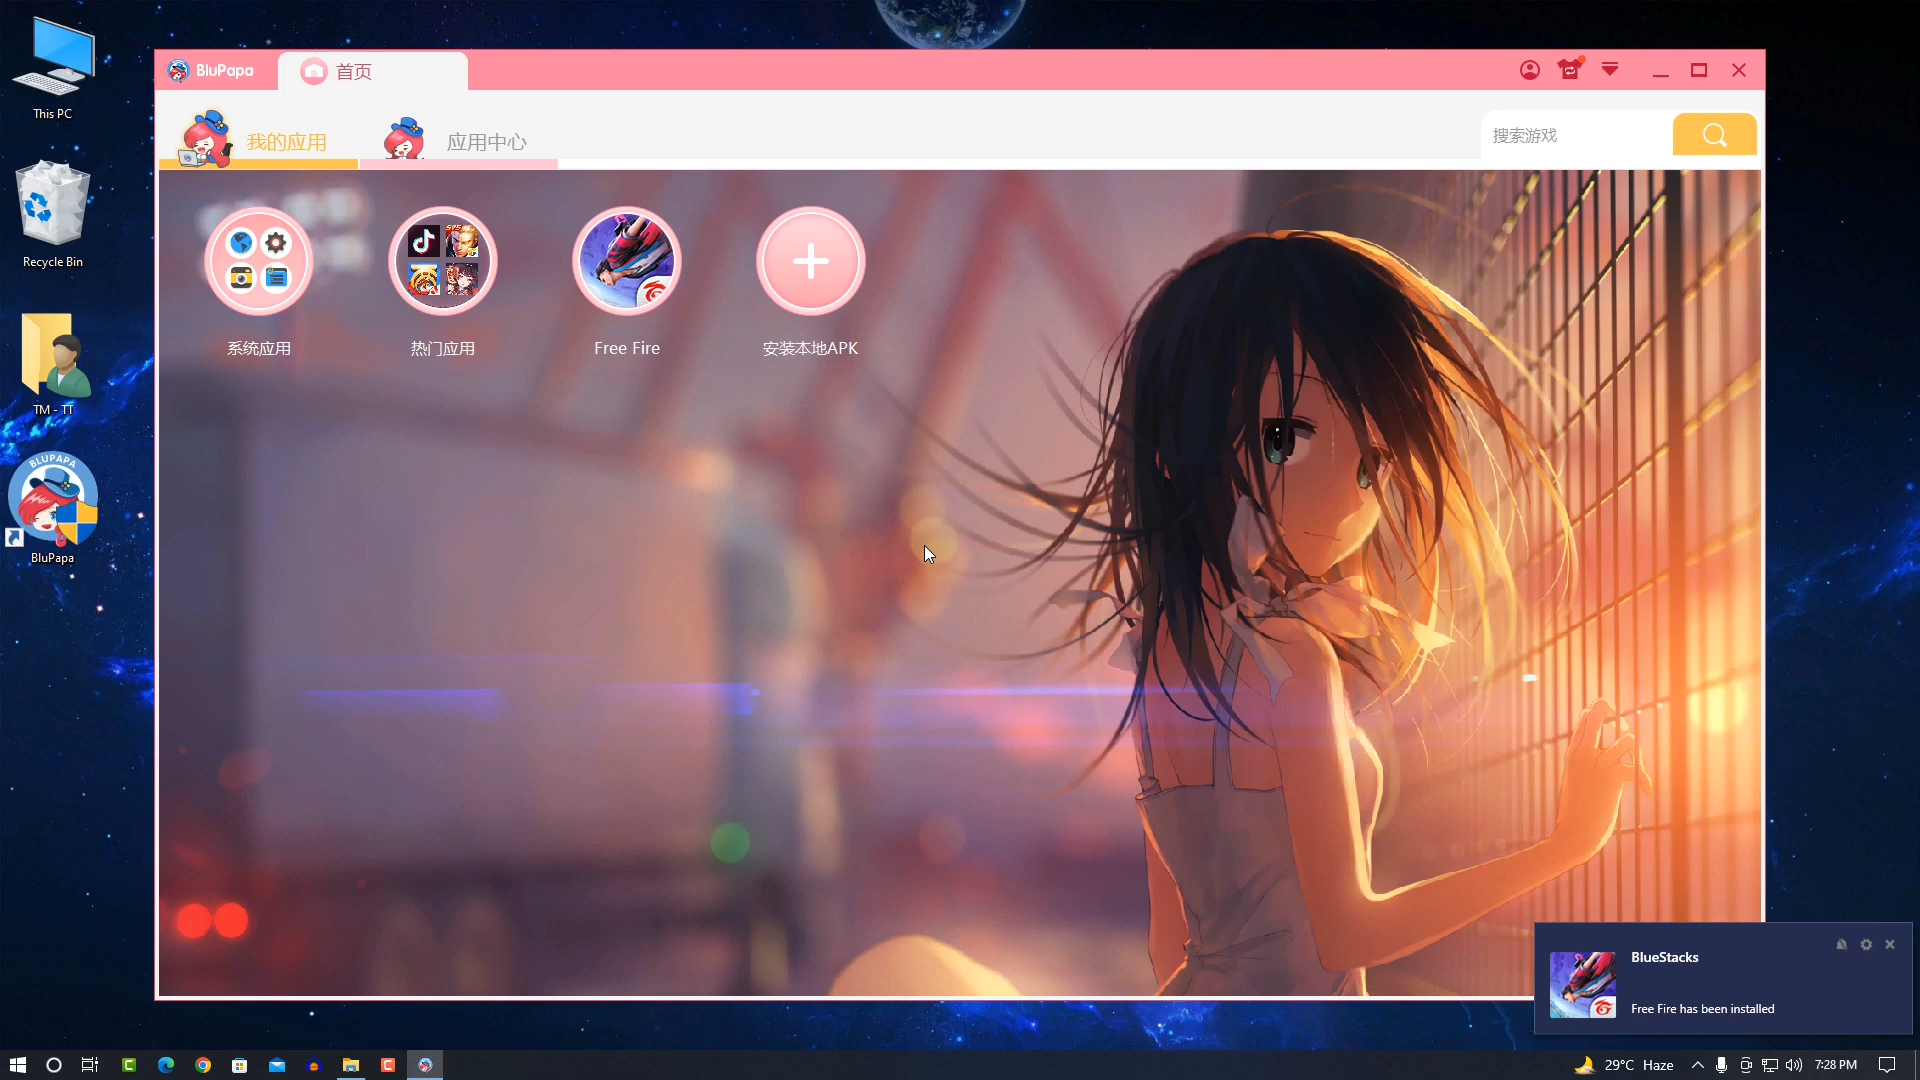 This PC
Recycle Bin
TM - TT
BLUPAPA
BluPapa
BluPapa
首页
我的应用
应用中心
搜索游戏
系统应用
热门应用
Free Fire
安装本地APK
BlueStacks
Free Fire has been installed
29°C Haze
7:28 PM